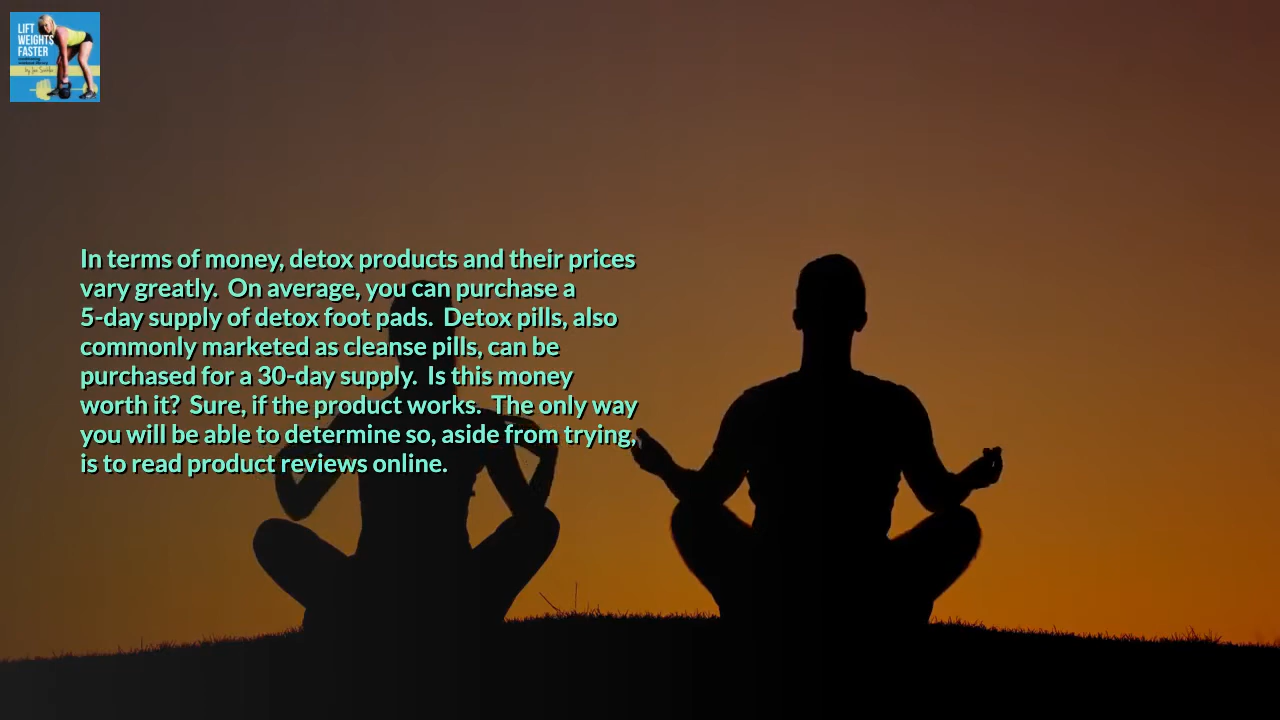 LIFT
WEIGHTS
FASTER
In terms of money, detox products and their prices
vary greatly.  On average, you can purchase a
5-day supply of detox foot pads.  Detox pills, also
commonly marketed as cleanse pills, can be
purchased for a 30-day supply.  Is this money
worth it?  Sure, if the product works.  The only way
you will be able to determine so, aside from trying,
is to read product reviews online.